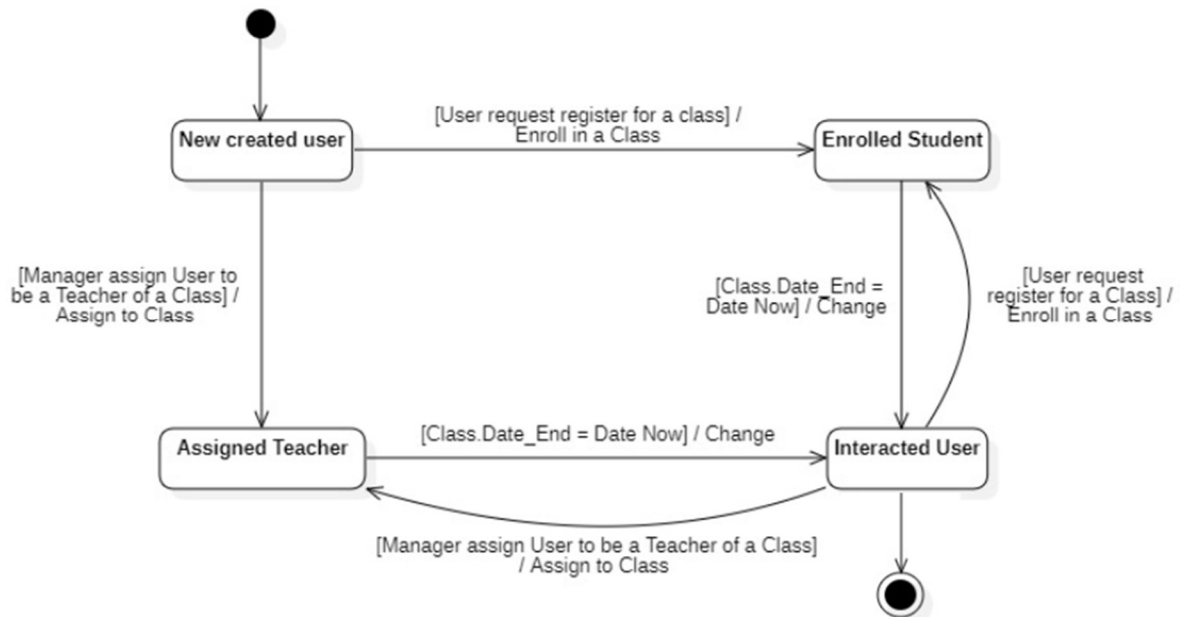 [User request register for a class] /
Enroll in a Class
New created user
Enrolled Student
[Manager assign User to
be a Teacher of a Class] /
Assign to Class
[Class.Date_End =
Date Now] / Change
[User request
register for a Class] /
Enroll in a Class
Assigned Teacher
[Class.Date_End = Date Now] / Change
Interacted User
[Manager assign User to be a Teacher of a Class]
/ Assign to Class